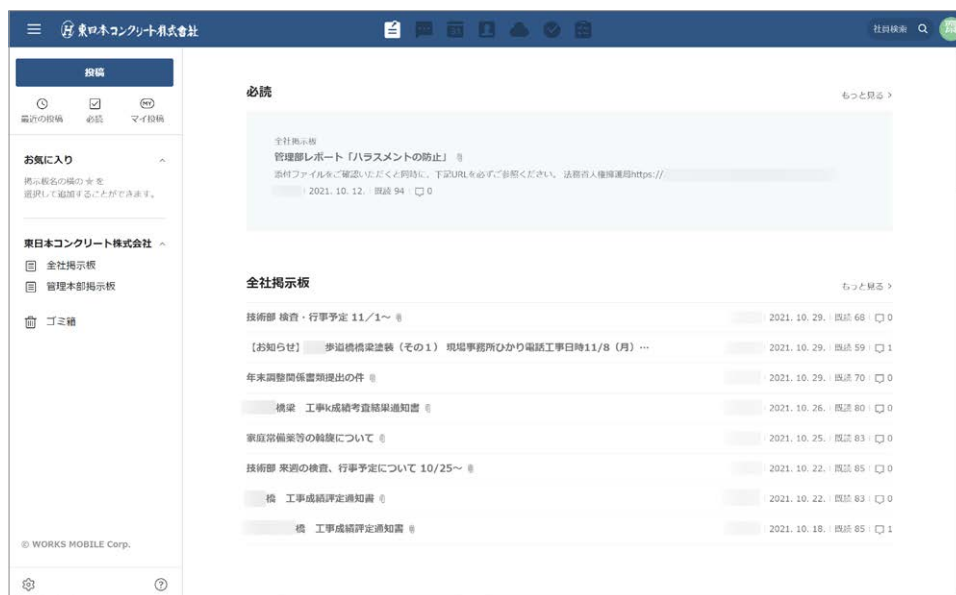 東日本コンクリート株式会社
社員検索
投稿
最近の投稿 必読 マイ投稿
お気に入り
掲示板名の横の☆を
選択して追加することができます。
東日本コンクリート株式会社
全社掲示板
管理本部掲示板
ゴミ箱
© WORKS MOBILE Corp.
必読 もっと見る >
全社掲示板
管理部レポート「ハラスメントの防止」
添付ファイルをご確認いただくと同時に、下記URLを必ずご参照ください。 法務省人権擁護局https://
2021. 10. 12. 既読 94 0
全社掲示板 もっと見る >
技術部 検査・行事予定 11/1~ 2021. 10. 29. 既読 68 0
【お知らせ】 歩道橋橋梁塗装(その1) 現場事務所ひかり電話工事日時11/8(月)… 2021. 10. 29. 既読 59 1
年末調整関係書類提出の件 2021. 10. 29. 既読 70 0
橋梁 工事k成績考査結果通知書 2021. 10. 26. 既読 80 0
家庭常備薬等の斡旋について 2021. 10. 25. 既読 83 0
技術部 来週の検査、行事予定について 10/25~ 2021. 10. 22. 既読 85 0
橋 工事成績評定通知書 2021. 10. 22. 既読 83 0
橋 工事成績評定通知書 2021. 10. 18. 既読 85 1